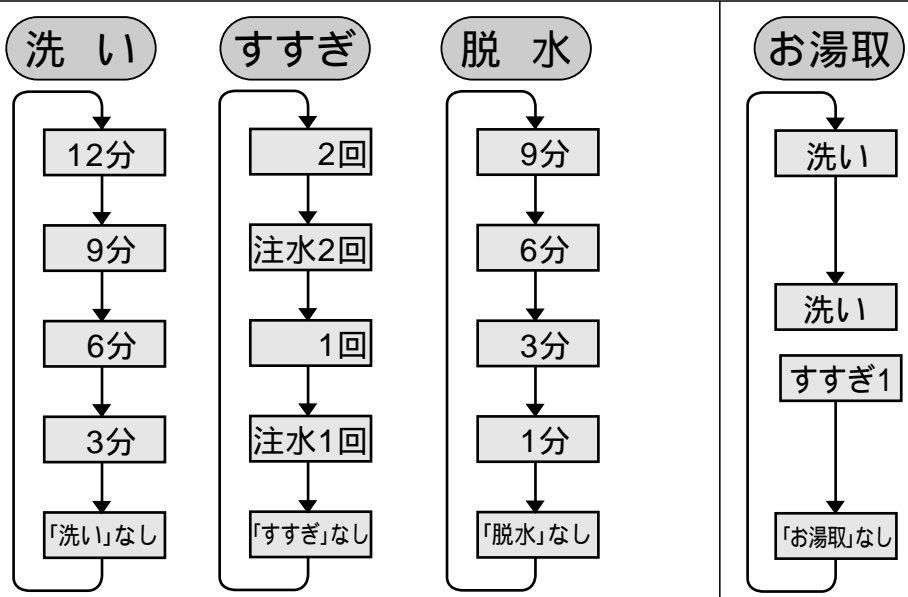 洗い
12分
9分
6分
3分
「洗い」なし
すすぎ
2回
注水2回
1回
注水1回
「すすぎ」なし
脱水
9分
6分
3分
1分
「脱水」なし
お湯取
洗い
洗い
すすぎ1
「お湯取」なし